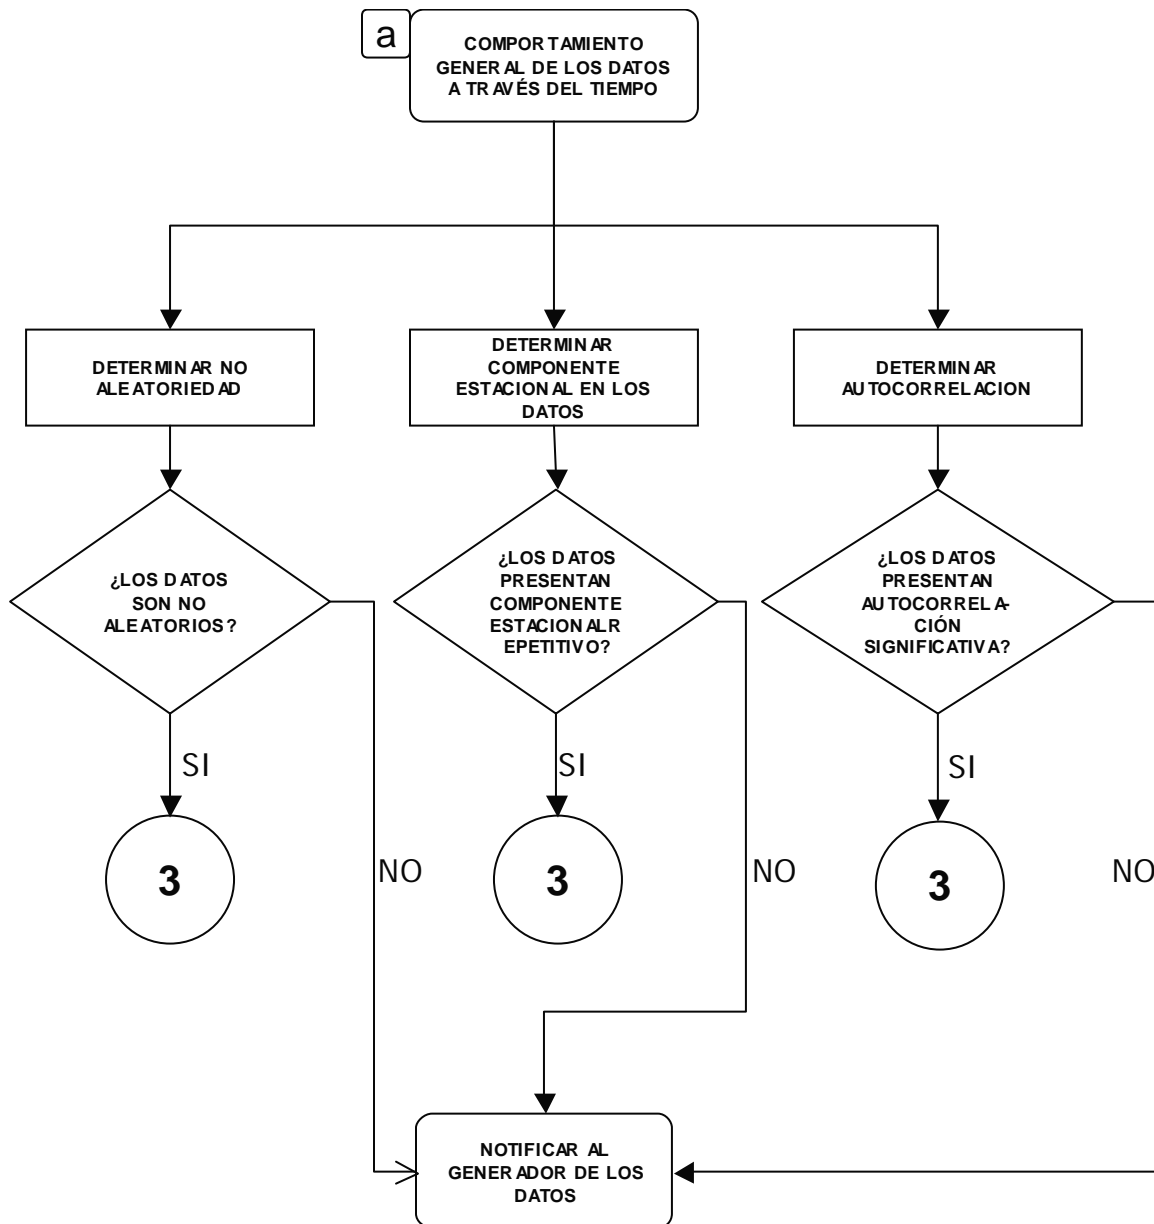 a
COMPORTAMIENTO
GENERAL DE LOS DATOS
A TRAVÉS DEL TIEMPO
DETERMINAR NO
ALEATORIEDAD
DETERMINAR
COMPONENTE
ESTACIONAL EN LOS
DATOS
DETERMINAR
AUTOCORRELACION
¿LOS DATOS
SON NO
ALEATORIOS?
¿LOS DATOS
PRESENTAN
COMPONENTE
ESTACIONALR
EPETITIVO?
¿LOS DATOS
PRESENTAN
AUTOCORRELA-
CIÓN
SIGNIFICATIVA?
SI
SI
SI
3
3
3
NO
NO
NO
NOTIFICAR AL
GENERADOR DE LOS
DATOS